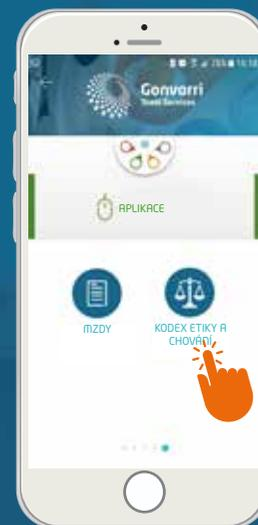 Gonvarri
Steel Services
APLIKACE
MZDY
KODEX ETIKY A
CHOVÁNÍ